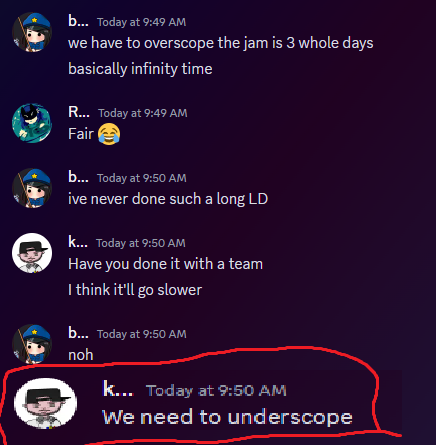 b... Today at 9:49 AM
we have to overscope the jam is 3 whole days
basically infinity time
R... Today at 9:49 AM
Fair 😂
b... Today at 9:50 AM
ive never done such a long LD
k... Today at 9:50 AM
Have you done it with a team
I think it'll go slower
b... Today at 9:50 AM
noh
k... Today at 9:50 AM
We need to underscope